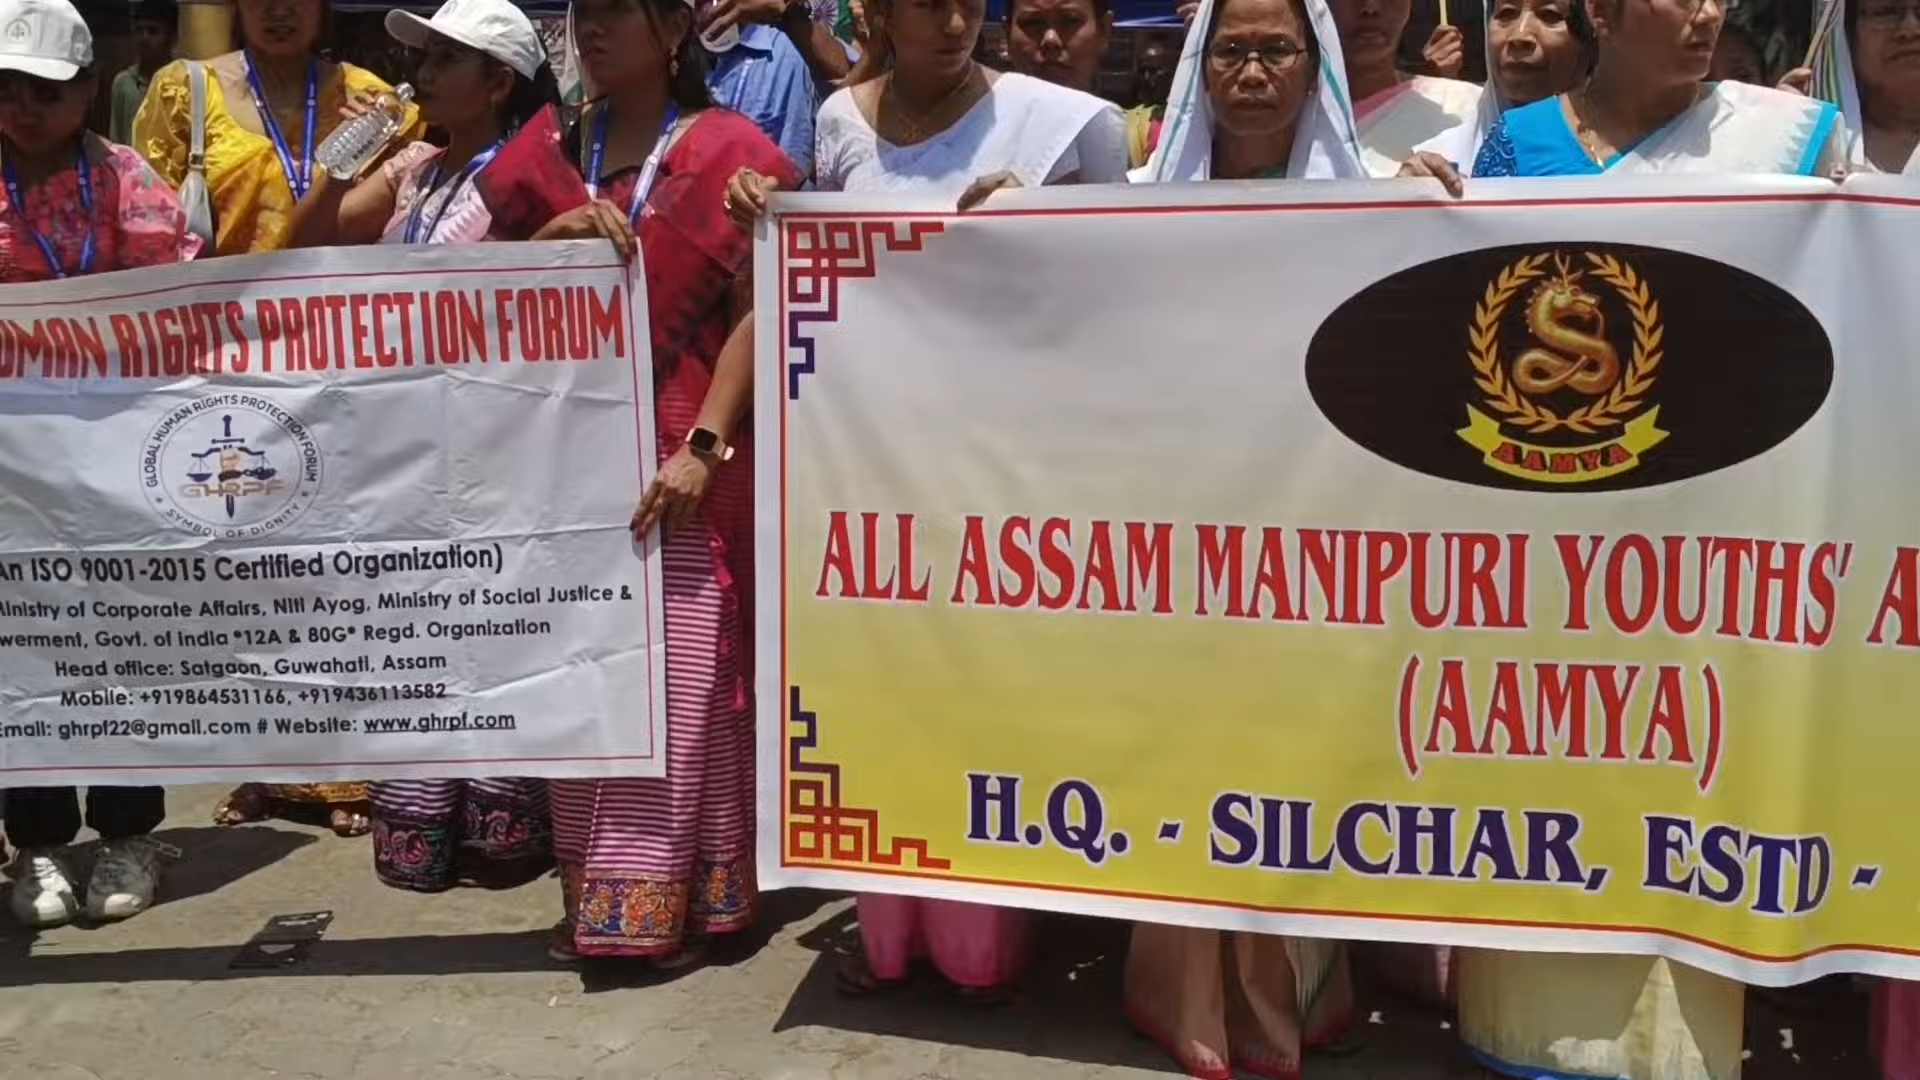 UMAN RIGHTS PROTECTION FORUM
GLOBAL HUMAN RIGHTS PROTECTION FORUM
GHRPF
SYMBOL OF DIGNITY
An ISO 9001-2015 Certified Organization)
Ministry of Corporate Affairs, Niti Ayog, Ministry of Social Justice &
werment, Govt. of India "12A & 80G" Regd. Organization
Head office: Satgaon, Guwahati, Assam
Mobile: +919864531166, +919436113582
Email: ghrpf22@gmail.com # Website: www.ghrpf.com
AAMYA
ALL ASSAM MANIPURI YOUTHS' A
(AAMYA)
H.Q. - SILCHAR, ESTD -